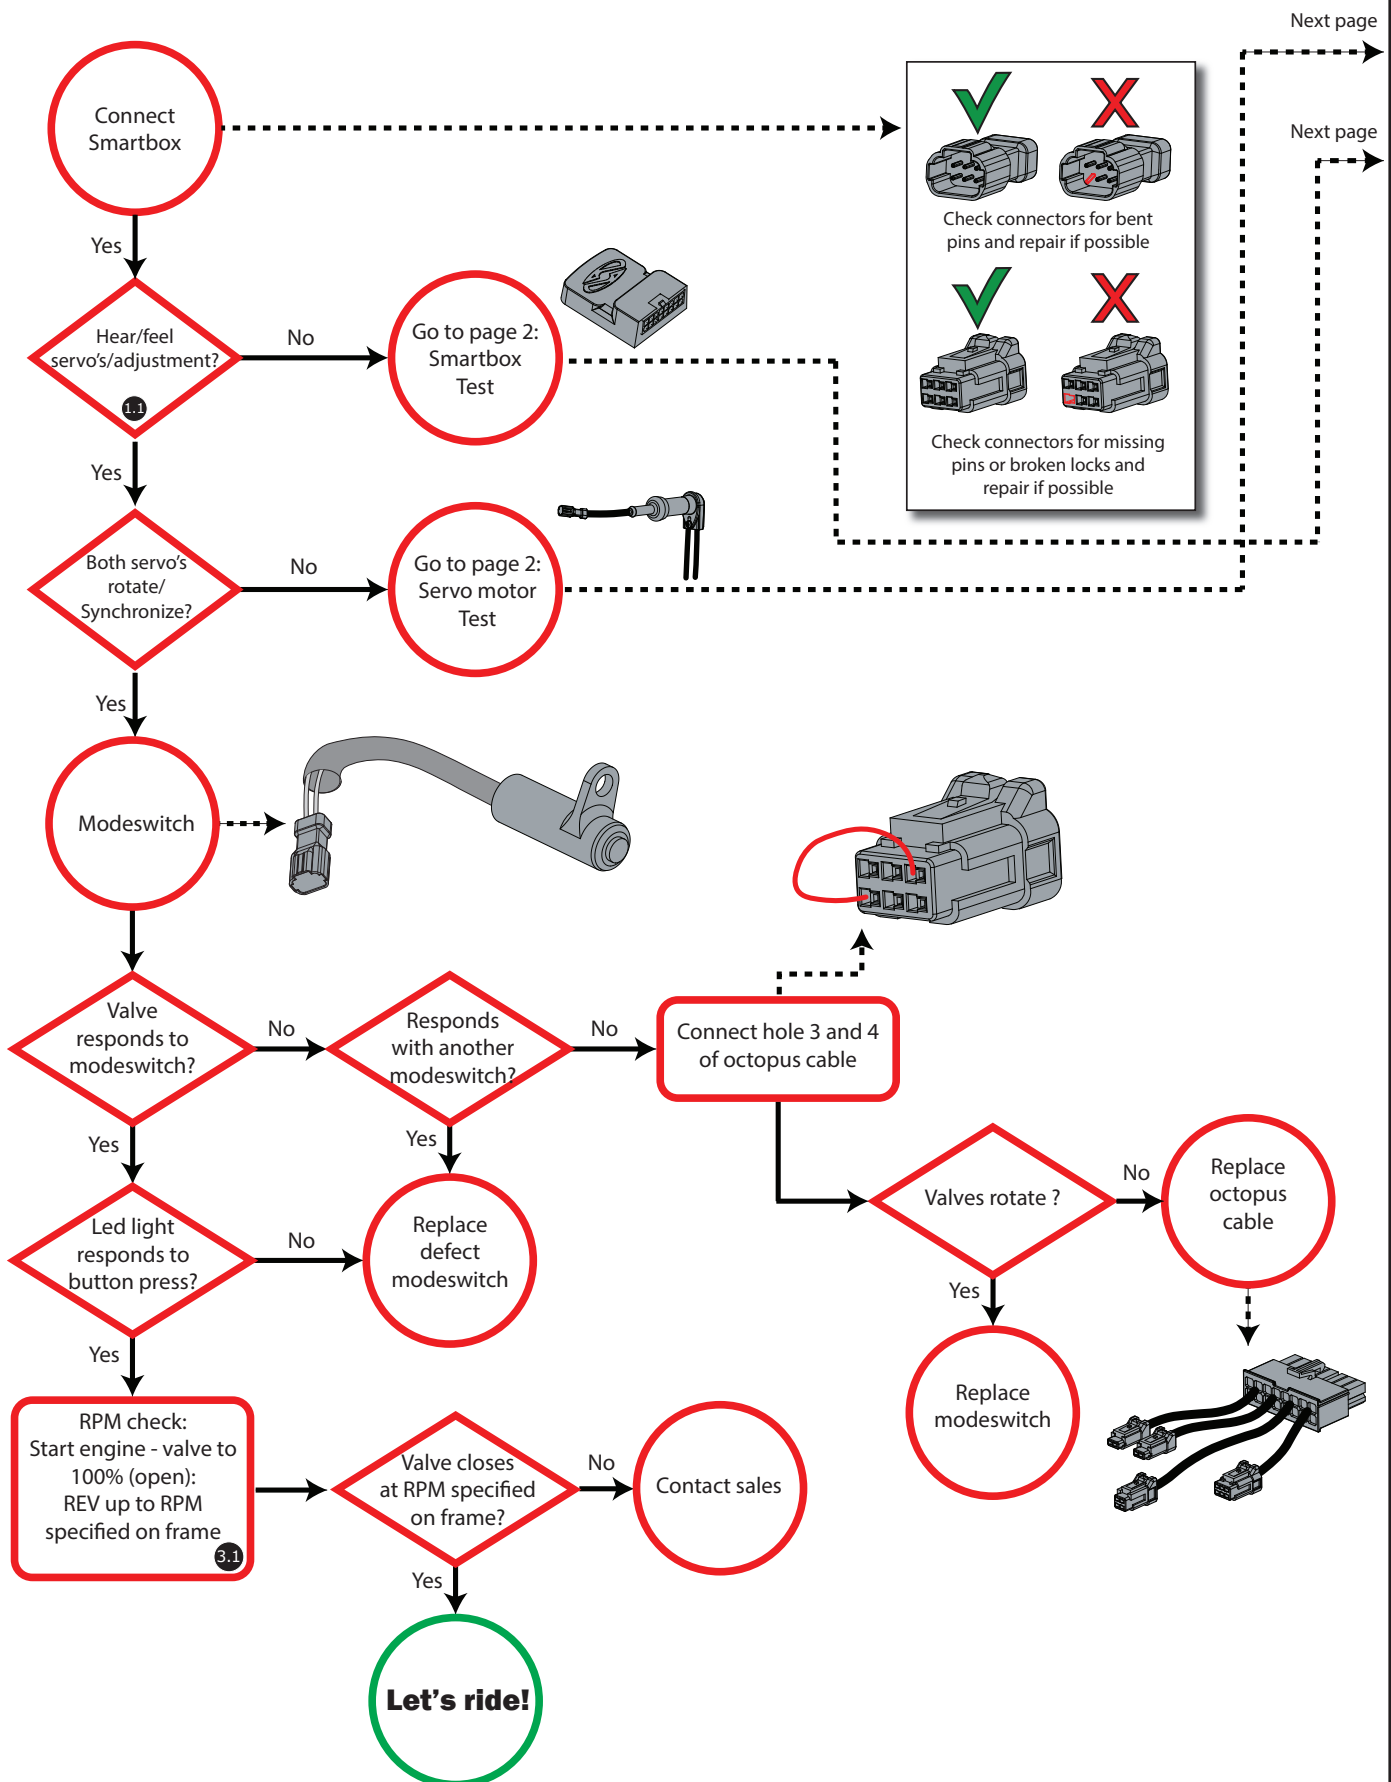 Next page
Connect
Smartbox
Next page
Check connectors for bent
pins and repair if possible
Yes
Hear/feel
servo's/adjustment?
1.1
No
Go to page 2:
Smartbox
Test
Check connectors for missing
pins or broken locks and
repair if possible
Yes
Both servo's
rotate/
Synchronize?
No
Go to page 2:
Servo motor
Test
Yes
Modeswitch
Valve
responds to
modeswitch?
No
Responds
with another
modeswitch?
No
Connect hole 3 and 4
of octopus cable
Yes
Yes
Valves rotate ?
No
Replace
octopus
cable
Led light
responds to
button press?
No
Replace
defect
modeswitch
Yes
Replace
modeswitch
Yes
RPM check:
Start engine - valve to
100% (open):
REV up to RPM
specified on frame
3.1
Valve closes
at RPM specified
on frame?
No
Contact sales
Yes
Let's ride!